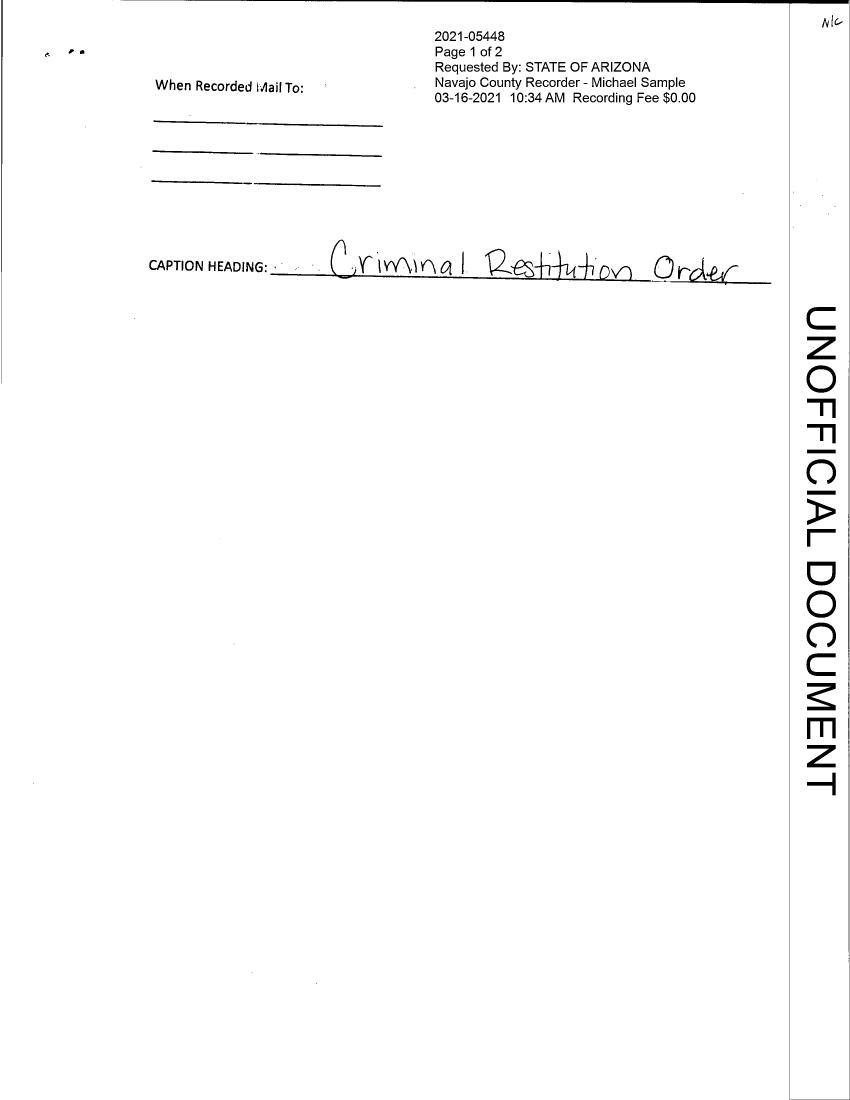 N/C
2021-05448
Page 1 of 2
Requested By: STATE OF ARIZONA
Navajo County Recorder - Michael Sample
03-16-2021 10:34 AM Recording Fee $0.00
When Recorded Mail To:
CAPTION HEADING: Criminal Restitution Order
UNOFFICIAL DOCUMENT